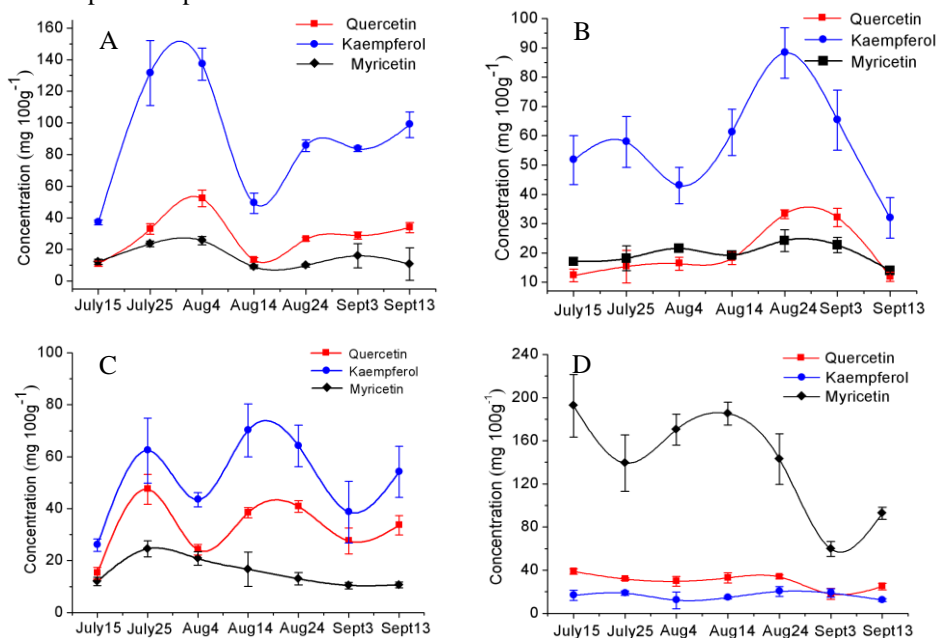 A
Quercetin
Kaempferol
Myricetin
Concentration (mg 100g⁻¹)
160
140
120
100
80
60
40
20
0
July15 July25 Aug4 Aug14 Aug24 Sept3 Sept13
B
Quercetin
Kaempferol
Myricetin
Concetration (mg 100g⁻¹)
100
90
80
70
60
50
40
30
20
10
July15 July25 Aug4 Aug14 Aug24 Sept3 Sept13
C
Quercetin
Kaempferol
Myricetin
Concentration (mg 100g⁻¹)
100
80
60
40
20
0
July15 July25 Aug4 Aug14 Aug24 Sept3 Sept13
D
Quercetin
Kaempferol
Myricetin
Concentration (mg 100g⁻¹)
240
200
160
120
80
40
0
July15 July25 Aug4 Aug14 Aug24 Sept3 Sept13